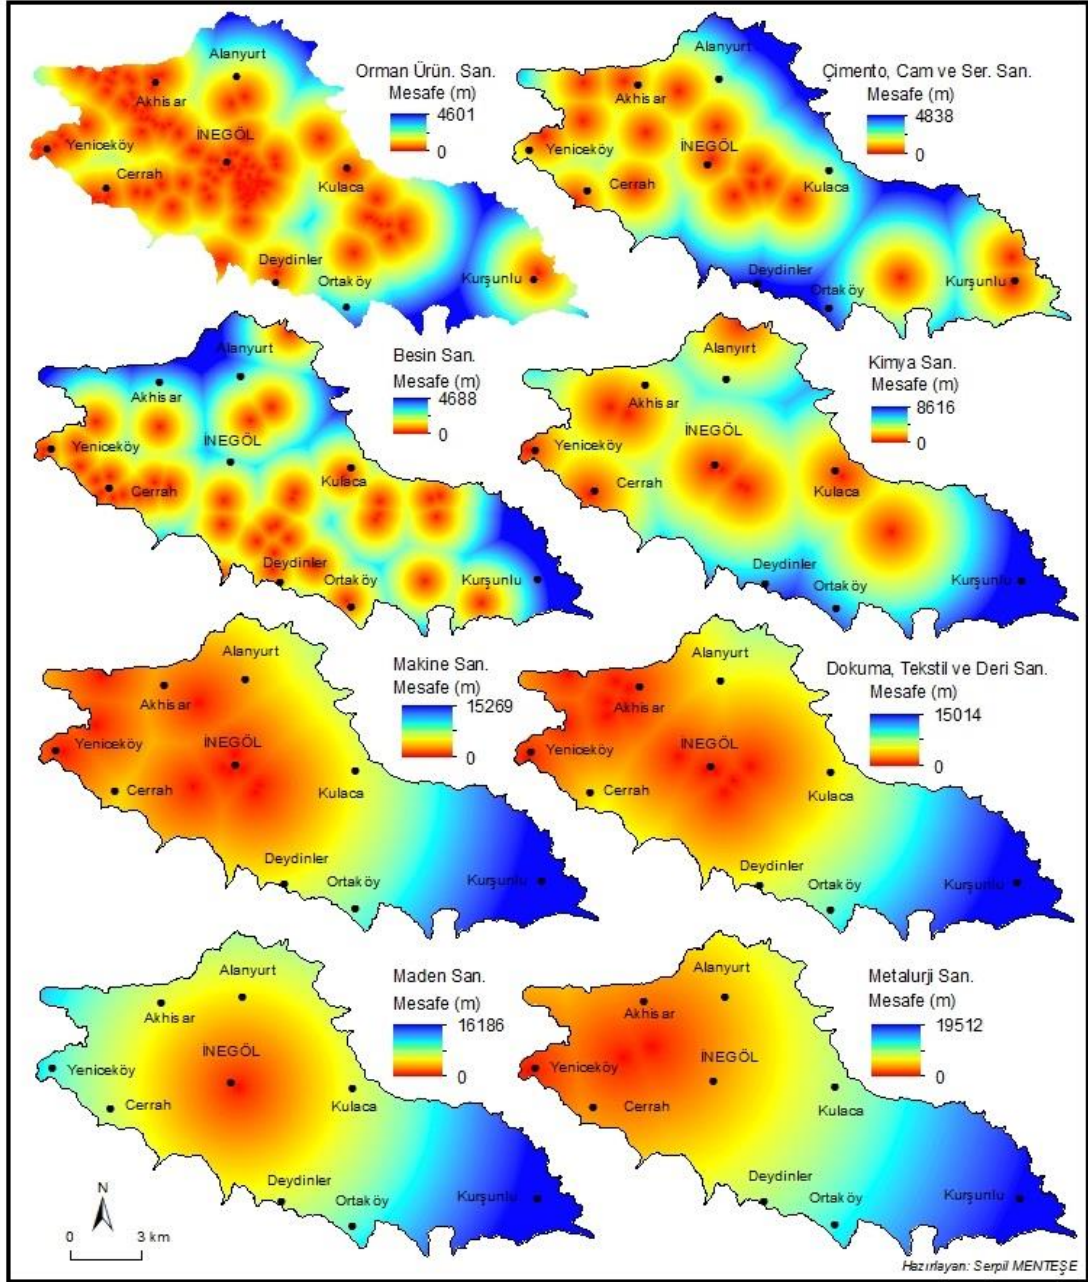 Alanyurt
Orman Ürün. San.
Mesafe (m)
4601
0
Akhisar
İNEGÖL
Yeniceköy
Cerrah
Kulaca
Deydinler
Ortaköy
Kurşunlu
Alanyurt
Çimento, Cam ve Ser. San.
Mesafe (m)
4838
0
Akhisar
İNEGÖL
Yeniceköy
Cerrah
Kulaca
Deydinler
Ortaköy
Kurşunlu
Besin San.
Mesafe (m)
4688
0
Alanyurt
Akhisar
İNEGÖL
Yeniceköy
Cerrah
Kulaca
Deydinler
Ortaköy
Kurşunlu
Kimya San.
Mesafe (m)
8616
0
Alanyırt
Akhisar
İNEGÖL
Yeniceköy
Cerrah
Kulaca
Deydinler
Ortaköy
Kurşunlu
Makine San.
Mesafe (m)
15269
0
Alanyurt
Akhisar
İNEGÖL
Yeniceköy
Cerrah
Kulaca
Deydinler
Ortaköy
Kurşunlu
Dokuma, Tekstil ve Deri San.
Mesafe (m)
15014
0
Alanyurt
Akhisar
İNEGÖL
Yeniceköy
Cerrah
Kulaca
Deydinler
Ortaköy
Kurşunlu
Maden San.
Mesafe (m)
16186
0
Alanyurt
Akhisar
İNEGÖL
Yeniceköy
Cerrah
Kulaca
Deydinler
Ortaköy
Kurşunlu
Metalurji San.
Mesafe (m)
19512
0
Alanyurt
Akhisar
İNEGÖL
Yeniceköy
Cerrah
Kulaca
Deydinler
Ortaköy
Kurşunlu
N
0 3 km
Hazırlayan: Serpil MENTEŞE